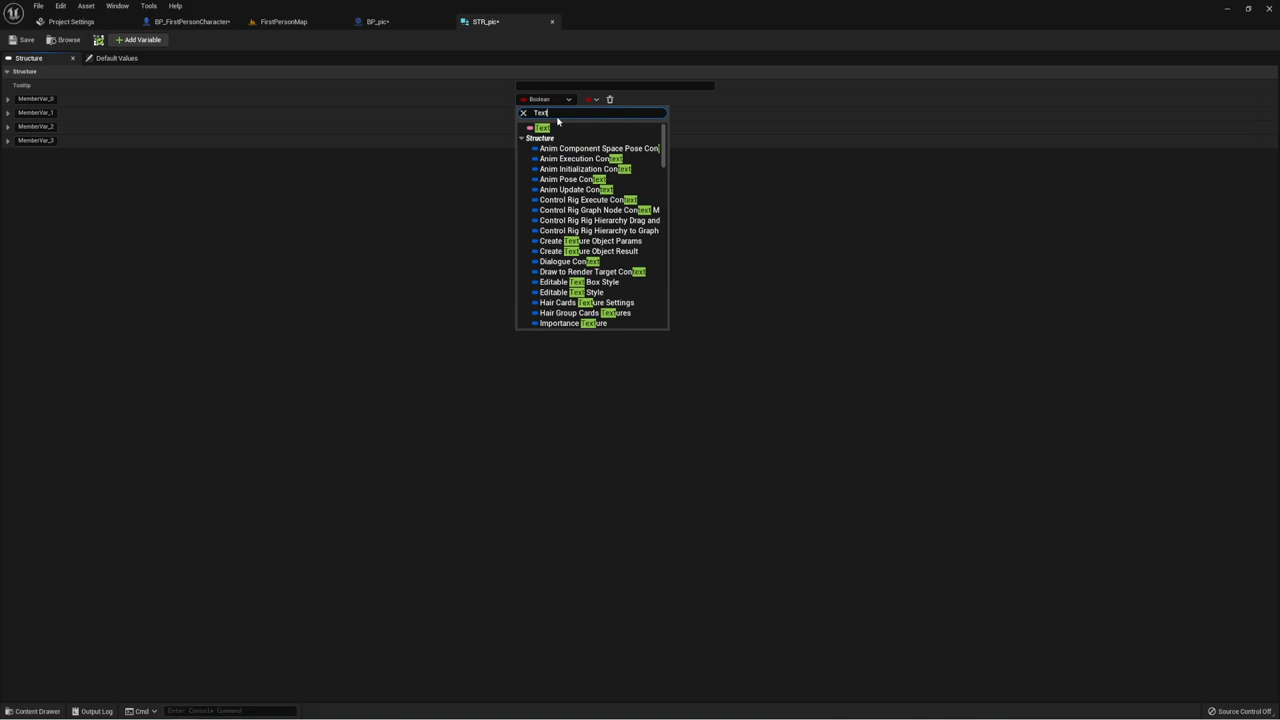 File Edit Asset Window Tools Help
Project Settings BP_FirstPersonCharacter* FirstPersonMap BP_pic* STR_pic*
Save Browse Add Variable
Structure Default Values
Structure
Tooltip
MemberVar_0 Boolean
MemberVar_1 Text
MemberVar_2 Text
Structure
MemberVar_3
Anim Component Space Pose Con
Anim Execution Context
Anim Initialization Context
Anim Pose Context
Anim Update Context
Control Rig Execute Context
Control Rig Graph Node Context M
Control Rig Rig Hierarchy Drag and
Control Rig Rig Hierarchy to Graph
Create Texture Object Params
Create Texture Object Result
Dialogue Context
Draw to Render Target Context
Editable Text Box Style
Editable Text Style
Hair Cards Texture Settings
Hair Group Cards Textures
Importance Texture
Content Drawer Output Log Cmd Enter Console Command Source Control Off